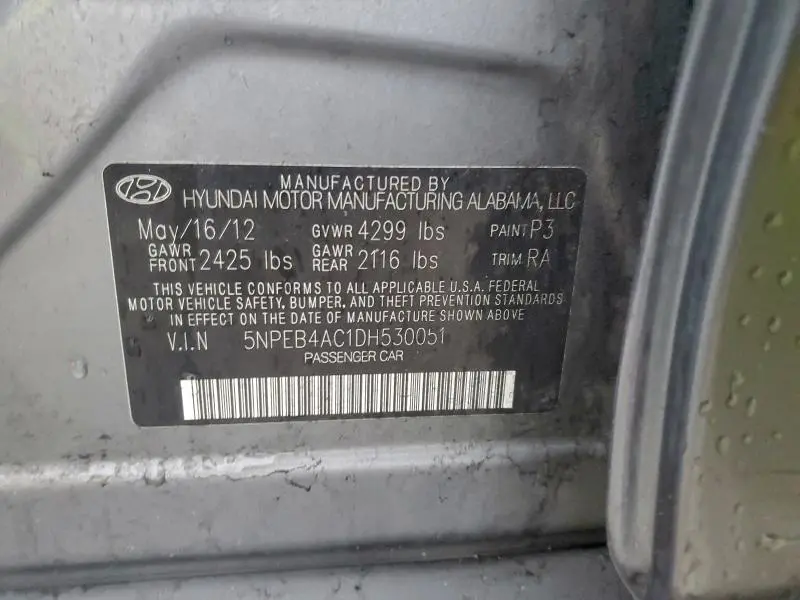 MANUFACTURED BY
HYUNDAI MOTOR MANUFACTURING ALABAMA, LLC
May/16/12 GVWR 4299 lbs PAINT P3
GAWR FRONT 2425 lbs GAWR REAR 2116 lbs TRIM RA
THIS VEHICLE CONFORMS TO ALL APPLICABLE U.S.A. FEDERAL
MOTOR VEHICLE SAFETY, BUMPER, AND THEFT PREVENTION STANDARDS
IN EFFECT ON THE DATE OF MANUFACTURE SHOWN ABOVE
V.I.N 5NPEB4AC1DH530051
PASSENGER CAR